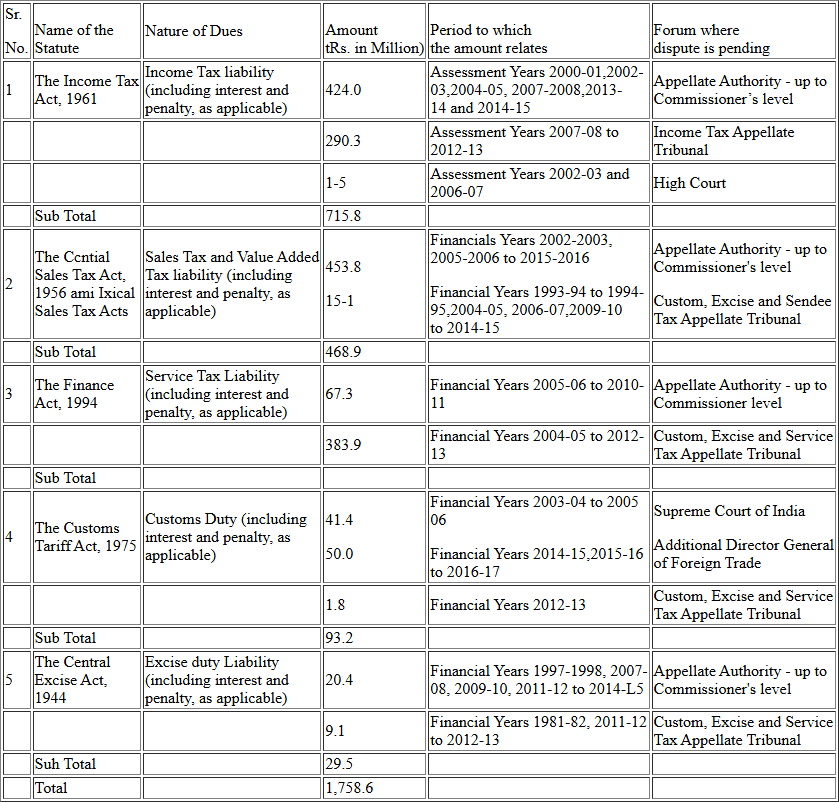 Sr.
No.
Name of the
Statute
Nature of Dues
Amount
tRs. in Million)
Period to which
the amount relates
Forum where
dispute is pending
1
The Income Tax
Act, 1961
Income Tax liability
(including interest and
penalty, as applicable)
424.0
Assessment Years 2000-01,2002-
03,2004-05, 2007-2008,2013-
14 and 2014-15
Appellate Authority - up to
Commissioner’s level
290.3
Assessment Years 2007-08 to
2012-13
Income Tax Appellate
Tribunal
1-5
Assessment Years 2002-03 and
2006-07
High Court
Sub Total
715.8
2
The Ccntial
Sales Tax Act,
1956 ami Ixical
Sales Tax Acts
Sales Tax and Value Added
Tax liability (including
interest and penalty, as
applicable)
453.8
15-1
Financials Years 2002-2003,
2005-2006 to 2015-2016
Financial Years 1993-94 to 1994-
95,2004-05, 2006-07,2009-10
to 2014-15
Appellate Authority - up to
Commissioner's level
Custom, Excise and Sendee
Tax Appellate Tribunal
Sub Total
468.9
3
The Finance
Act, 1994
Service Tax Liability
(including interest and
penalty, as applicable)
67.3
Financial Years 2005-06 to 2010-
11
Appellate Authority - up to
Commissioner level
383.9
Financial Years 2004-05 to 2012-
13
Custom, Excise and Service
Tax Appellate Tribunal
Sub Total
4
The Customs
Tariff Act, 1975
Customs Duty (including
interest and penalty, as
applicable)
41.4
50.0
Financial Years 2003-04 to 2005
06
Financial Years 2014-15,2015-16
to 2016-17
Supreme Court of India
Additional Director General
of Foreign Trade
1.8
Financial Years 2012-13
Custom, Excise and Service
Tax Appellate Tribunal
Sub Total
93.2
5
The Central
Excise Act,
1944
Excise duty Liability
(including interest and
penalty, as applicable)
20.4
Financial Years 1997-1998, 2007-
08, 2009-10, 2011-12 to 2014-L5
Appellate Authority - up to
Commissioner's level
9.1
Financial Years 1981-82, 2011-12
to 2012-13
Custom, Excise and Service
Tax Appellate Tribunal
Suh Total
29.5
Total
1,758.6